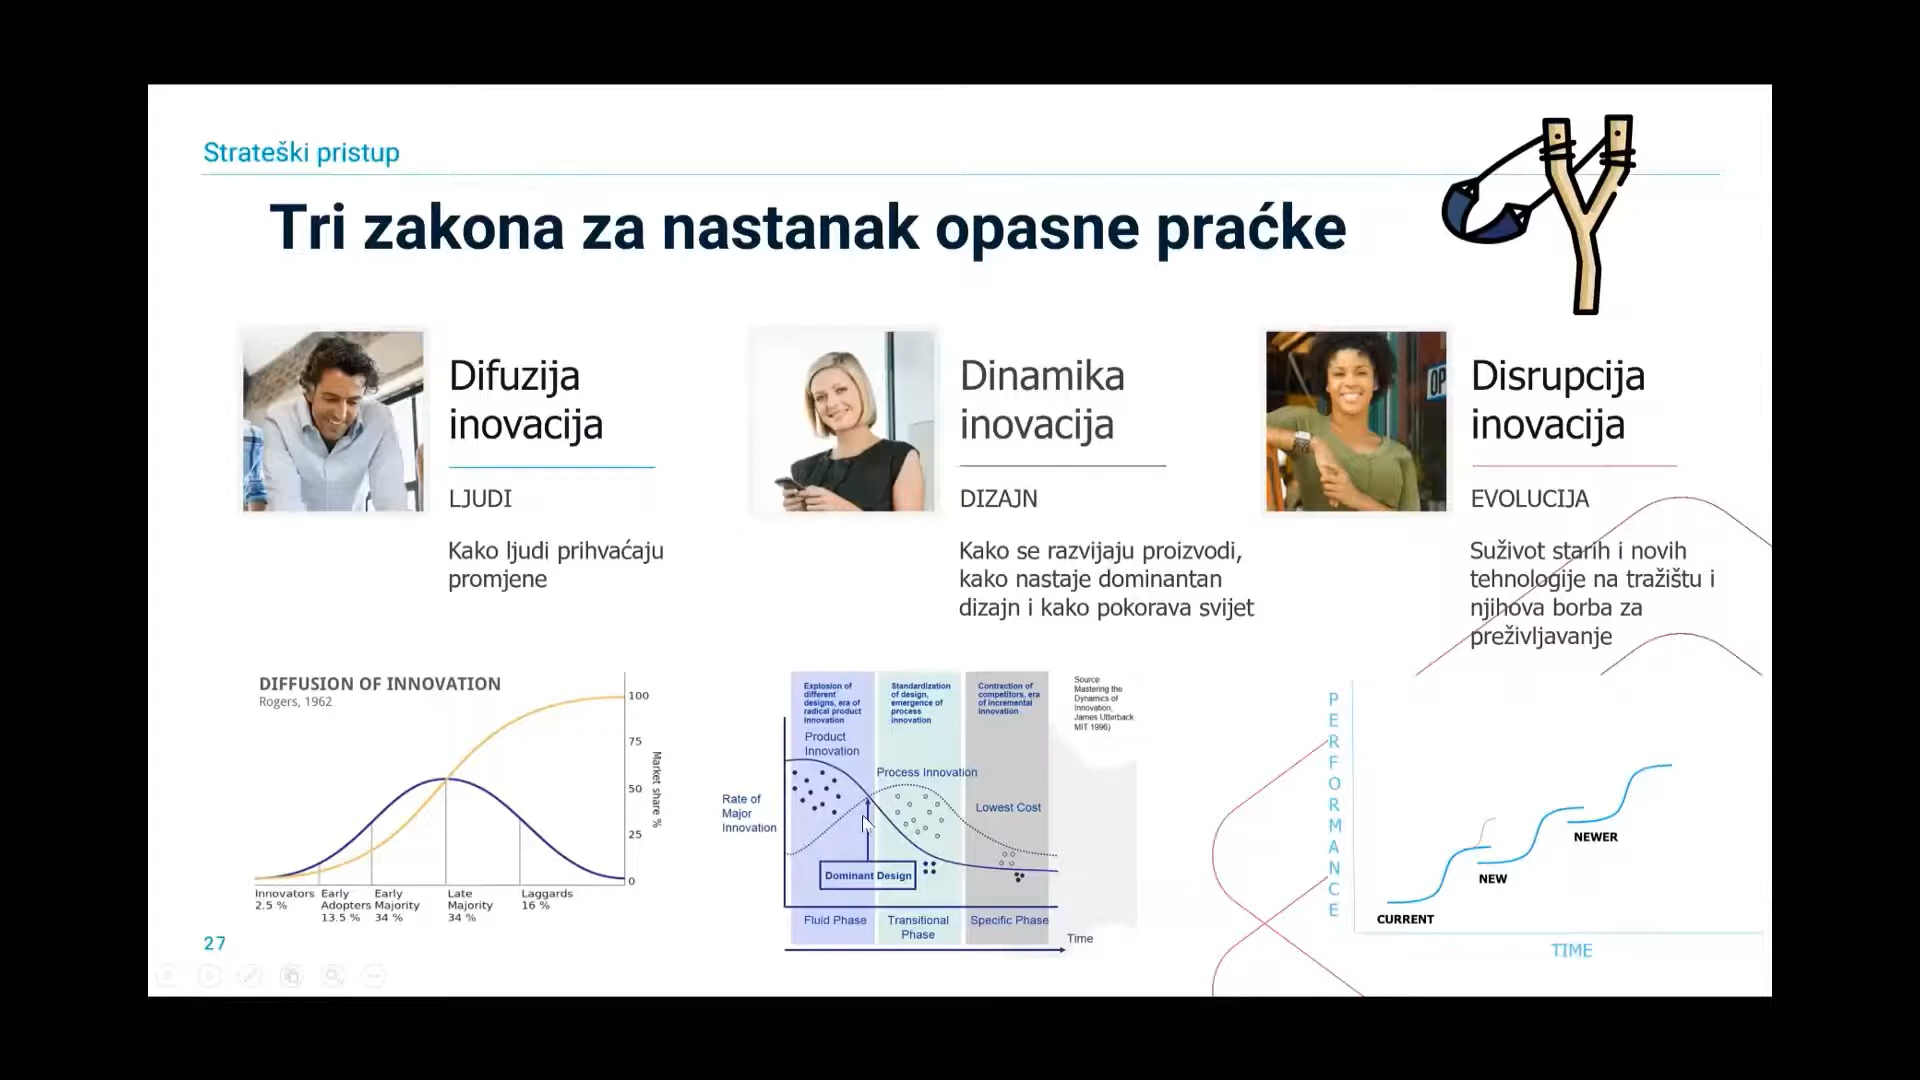 Strateški pristup
Tri zakona za nastanak opasne praćke
Difuzija
inovacija
LJUDI
Kako ljudi prihvaćaju
promjene
Dinamika
inovacija
DIZAJN
Kako se razvijaju proizvodi,
kako nastaje dominantan
dizajn i kako pokorava svijet
OP
Disrupcija
inovacija
EVOLUCIJA
Suživot starih i novih
tehnologije na tražištu i
njihova borba za
preživljavanje
DIFFUSION OF INNOVATION
Rogers, 1962
100
75
50
25
0
Market share %
Innovators
2.5 %
Early
Adopters
13.5 %
Early
Majority
34 %
Late
Majority
34 %
Laggards
16 %
Explosion of
different
designs, era of
radical product
Innovation
Standardization
of design,
emergence of
process
innovation
Contraction of
competitors, era
of incremental
Innovation
Source
Mastering the
Dynamics of
Innovation,
James Utterback
MIT 1996)
Product
Innovation
Process Innovation
Lowest Cost
Rate of
Major
Innovation
Dominant Design
Fluid Phase
Transitional
Phase
Specific Phase
Time
PERFORMANCE
NEWER
NEW
CURRENT
TIME
27